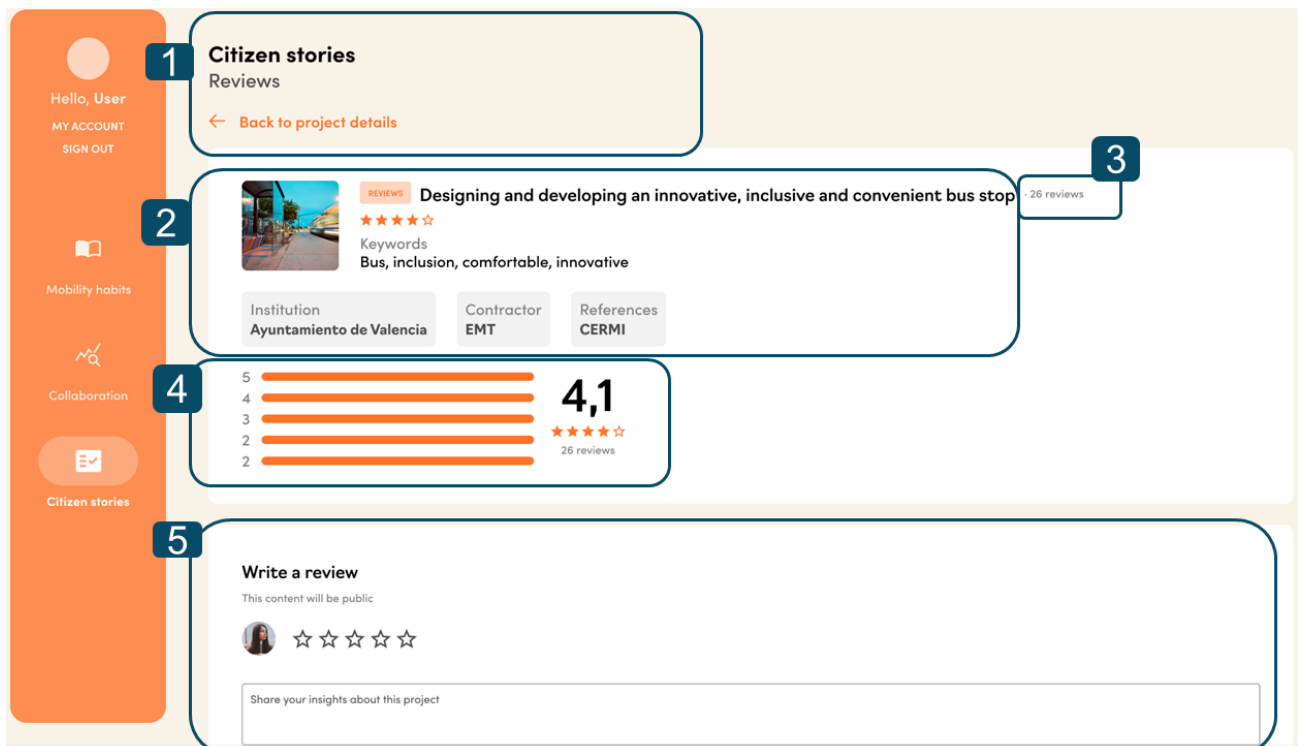 Hello, User
MY ACCOUNT
SIGN OUT
Mobility habits
Collaboration
Citizen stories
1
Citizen stories
Reviews
← Back to project details
2
REVIEWS Designing and developing an innovative, inclusive and convenient bus stop
3
· 26 reviews
Keywords
Bus, inclusion, comfortable, innovative
Institution
Ayuntamiento de Valencia
Contractor
EMT
References
CERMI
4
5
4
3
2
2
4,1
26 reviews
5
Write a review
This content will be public
Share your insights about this project